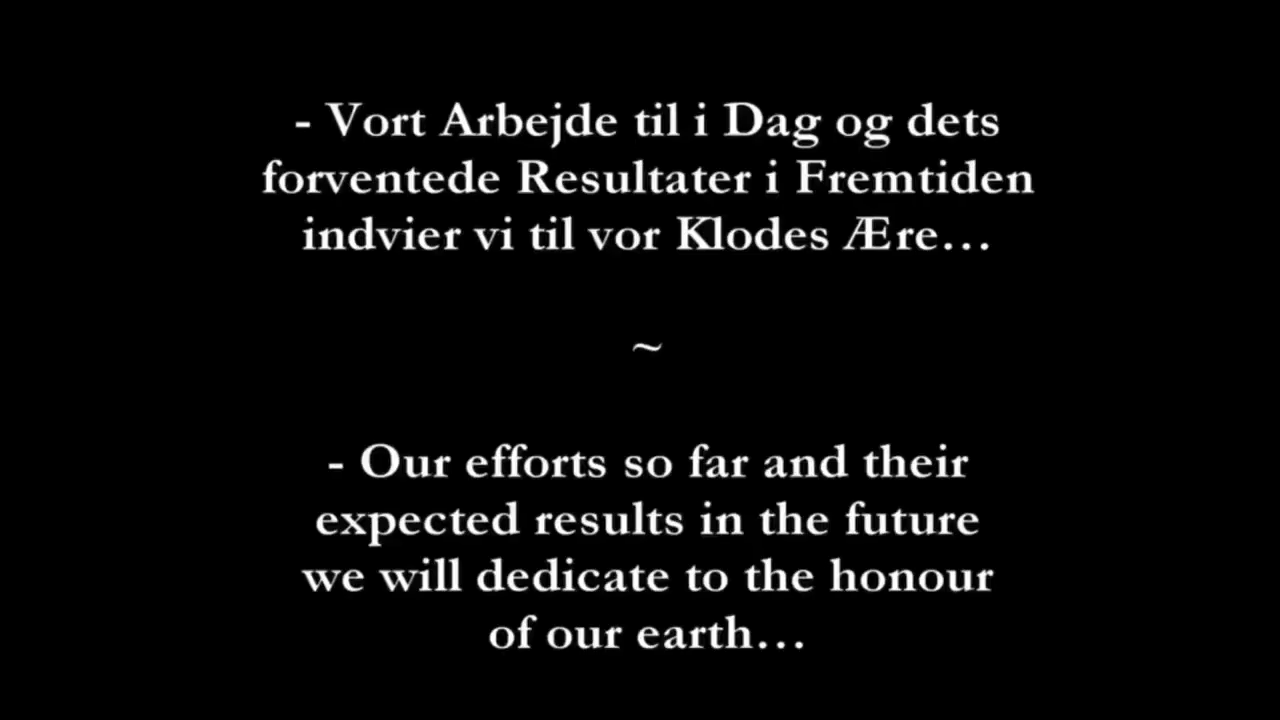 - Vort Arbejde til i Dag og dets
forventede Resultater i Fremtiden
indvier vi til vor Klodes Ære...
~
- Our efforts so far and their
expected results in the future
we will dedicate to the honour
of our earth...